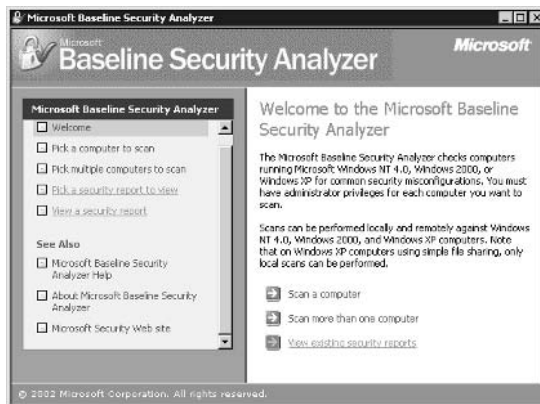 Microsoft Baseline Security Analyzer
Microsoft
Baseline Security Analyzer
Microsoft
Microsoft Baseline Security Analyzer
Welcome
Pick a computer to scan
Pick multiple computers to scan
Pick a security report to view
View a security report
See Also
Microsoft Baseline Security
Analyzer Help
About Microsoft Baseline Security
Analyzer
Microsoft Security Web site
Welcome to the Microsoft Baseline
Security Analyzer
The Microsoft Baseline Security Analyzer checks computers
running Microsoft Windows NT 4.0, Windows 2000, or
Windows XP for common security misconfigurations. You must
have administrator privileges for each computer you want to
scan.
Scans can be performed locally and remotely against Windows
NT 4.0, Windows 2000, and Windows XP computers. Note
that on Windows XP computers using simple file sharing, only
local scans can be performed.
Scan a computer
Scan more than one computer
View existing security reports
© 2002 Microsoft Corporation. All rights reserved.